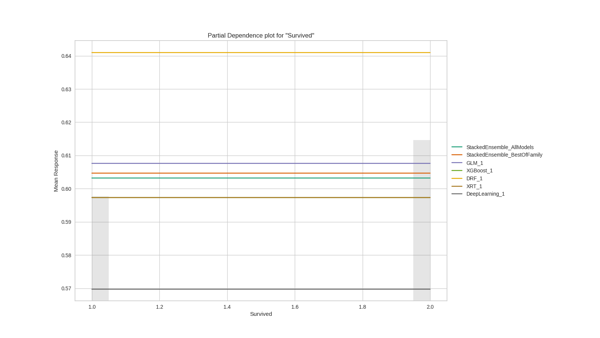 Partial Dependence plot for "Survived"
0.64
0.63
0.62
0.61
0.60
0.59
0.58
0.57
Mean Response
1.0 1.2 1.4 1.6 1.8 2.0
Survived
StackedEnsemble_AllModels
StackedEnsemble_BestOfFamily
GLM_1
XGBoost_1
DRF_1
XRT_1
DeepLearning_1